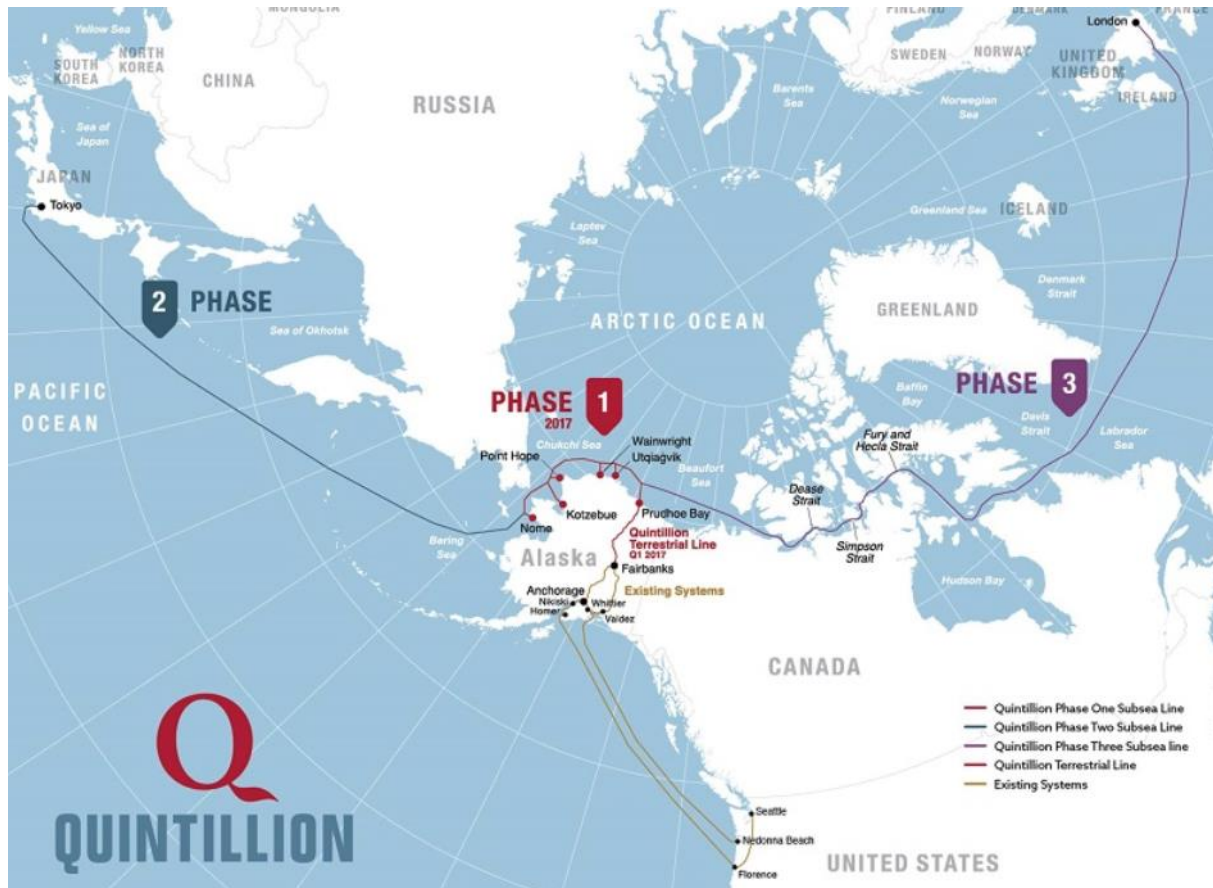 MONGOLIA
FINLAND
DENMARK
FRANCE
London
Yellow Sea
NORTH
KOREA
SOUTH
KOREA
CHINA
RUSSIA
SWEDEN
NORWAY
UNITED
KINGDOM
IRELAND
Barents
Sea
Norwegian
Sea
Sea of
Japan
JAPAN
Tokyo
Laptev
Sea
Greenland Sea
ICELAND
2 PHASE
Sea of Okhotsk
ARCTIC OCEAN
GREENLAND
Denmark
Strait
PACIFIC
OCEAN
PHASE 1
2017
PHASE 3
Baffin
Bay
Davis
Strait
Labrador
Sea
Chukchi Sea
Wainwright
Utqiaġvik
Point Hope
Beaufort
Sea
Fury and
Hecla Strait
Dease
Strait
Kotzebue
Prudhoe Bay
Nome
Bering
Sea
Simpson
Strait
Quintillion
Terrestrial Line
Q1 2017
Alaska
Fairbanks
Hudson Bay
Existing Systems
Anchorage
Nikiski
Whittier
Homer
Valdez
CANADA
Quintillion Phase One Subsea Line
Quintillion Phase Two Subsea Line
Quintillion Phase Three Subsea line
Quintillion Terrestrial Line
Existing Systems
Q
QUINTILLION
Seattle
Nedonna Beach
Florence
UNITED STATES